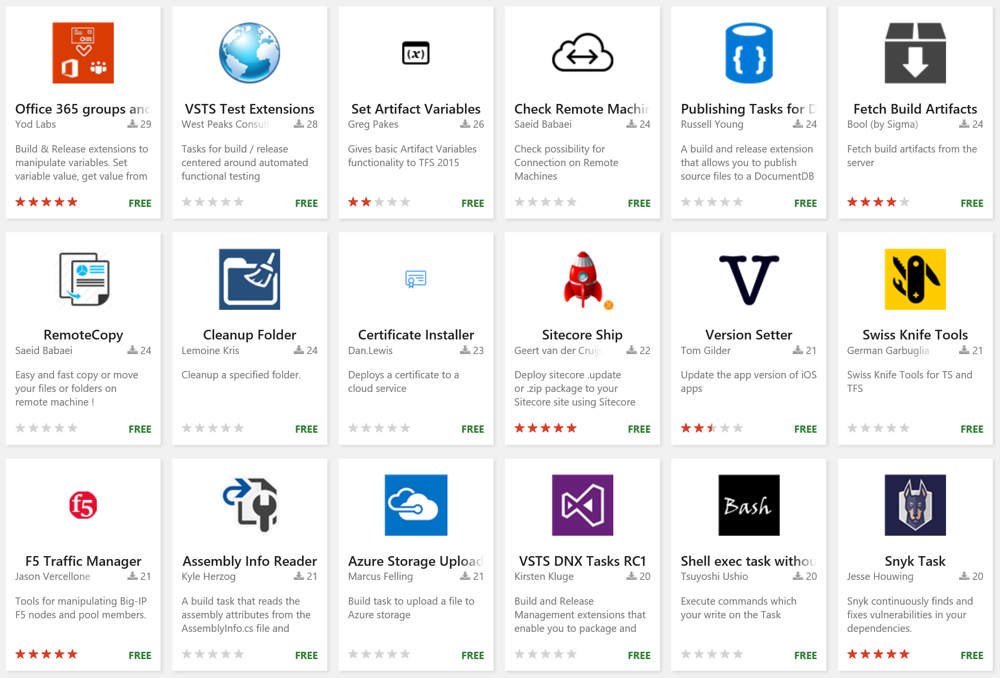 (x)
Office 365 groups and
Yod Labs 29
Build & Release extensions to
manipulate variables. Set
variable value, get value from
FREE
VSTS Test Extensions
West Peaks Consult 28
Tasks for build / release
centered around automated
functional testing
FREE
Set Artifact Variables
Greg Pakes 26
Gives basic Artifact Variables
functionality to TFS 2015
FREE
Check Remote Machin
Saeid Babaei 24
Check possibility for
Connection on Remote
Machines
FREE
{ }
Publishing Tasks for D
Russell Young 24
A build and release extension
that allows you to publish
source files to a DocumentDB
FREE
Fetch Build Artifacts
Bool (by Sigma) 24
Fetch build artifacts from the
server
FREE
RemoteCopy
Saeid Babaei 24
Easy and fast copy or move
your files or folders on
remote machine !
FREE
Cleanup Folder
Lemoine Kris 24
Cleanup a specified folder.
FREE
Certificate Installer
Dan.Lewis 23
Deploys a certificate to a
cloud service
FREE
Sitecore Ship
Geert van der Cruijs 22
Deploy sitecore .update
or .zip package to your
Sitecore site using Sitecore
FREE
V
Version Setter
Tom Gilder 21
Update the app version of iOS
apps
FREE
Swiss Knife Tools
German Garbuglia 21
Swiss Knife Tools for TS and
TFS
FREE
f5
F5 Traffic Manager
Jason Vercellone 21
Tools for manipulating Big-IP
F5 nodes and pool members.
FREE
Assembly Info Reader
Kyle Herzog 21
A build task that reads the
assembly attributes from the
AssemblyInfo.cs file and
FREE
Azure Storage Upload
Marcus Felling 21
Build task to upload a file to
Azure storage
FREE
VSTS DNX Tasks RC1
Kirsten Kluge 20
Build and Release
Management extensions that
enable you to package and
FREE
Bash
Shell exec task withou
Tsuyoshi Ushio 20
Execute commands which
your write on the Task
FREE
Snyk Task
Jesse Houwing 20
Snyk continuously finds and
fixes vulnerabilities in your
dependencies.
FREE